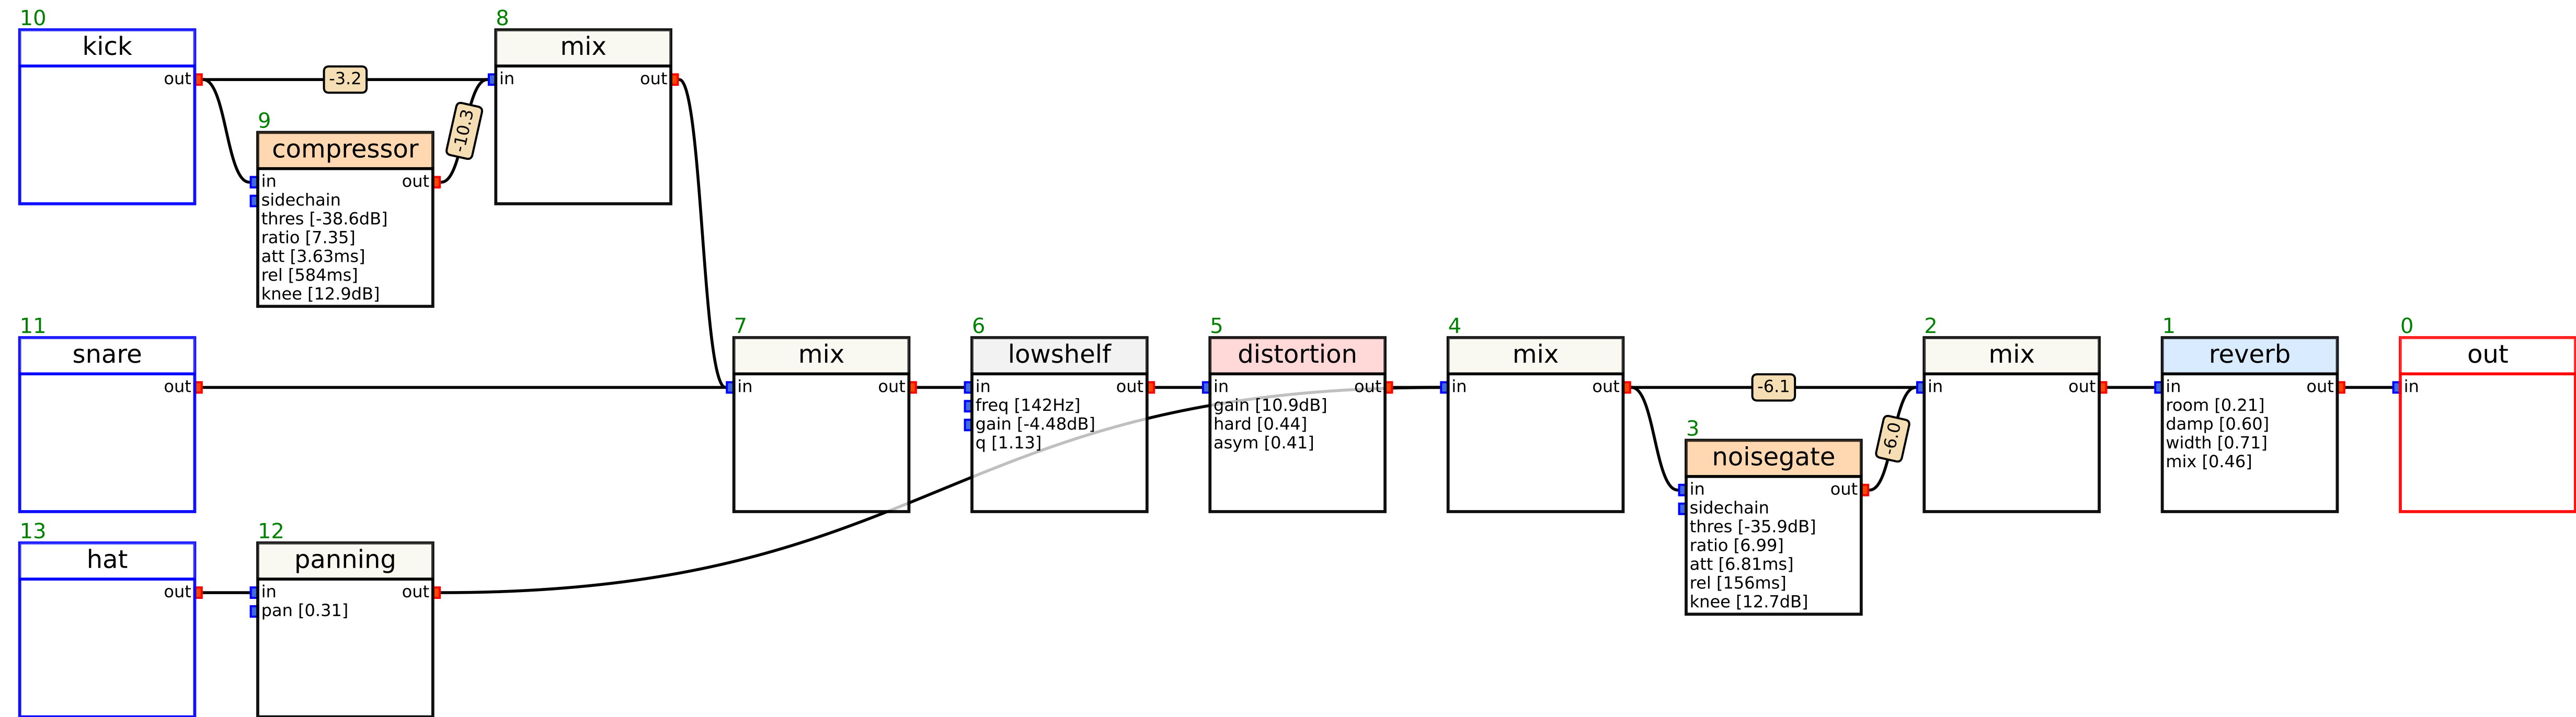 10
kick
out
-3.2
-10.3
9
compressor
in
out
sidechain
thres [-38.6dB]
ratio [7.35]
att [3.63ms]
rel [584ms]
knee [12.9dB]
8
mix
in
out
11
snare
out
7
mix
in
out
6
lowshelf
in
out
freq [142Hz]
gain [-4.48dB]
q [1.13]
5
distortion
in
out
gain [10.9dB]
hard [0.44]
asym [0.41]
4
mix
in
out
-6.1
-6.0
3
noisegate
in
out
sidechain
thres [-35.9dB]
ratio [6.99]
att [6.81ms]
rel [156ms]
knee [12.7dB]
2
mix
in
out
1
reverb
in
out
room [0.21]
damp [0.60]
width [0.71]
mix [0.46]
0
out
in
13
hat
out
12
panning
in
out
pan [0.31]